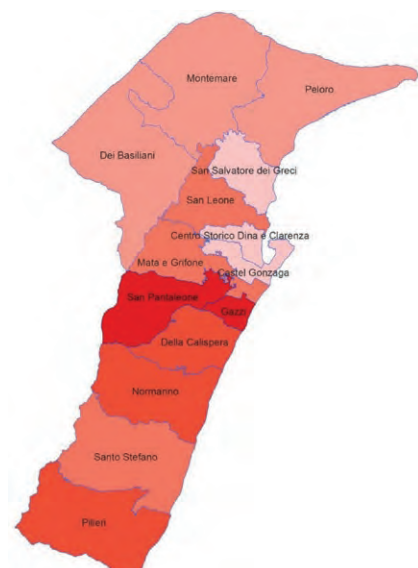 Montemare
Peloro
Dei Basiliani
San Salvatore dei Greci
San Leone
Centro Storico Dina e Clarenza
Mata e Grifone
Castel Gonzaga
San Pantaleone
Gazzi
Della Calispera
Normanno
Santo Stefano
Pilieri